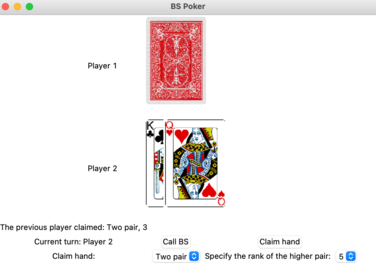 BS Poker
Player 1
K Q
Player 2
Q
The previous player claimed: Two pair, 3
Current turn: Player 2 Call BS Claim hand
Claim hand: Two pair Specify the rank of the higher pair: 5